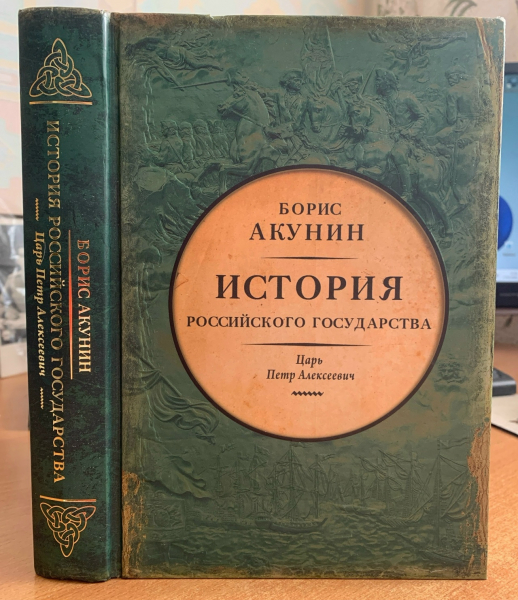 БОРИС АКУНИН
ИСТОРИЯ РОССИЙСКОГО ГОСУДАРСТВА
Царь Петр Алексеевич
БОРИС
АКУНИН
ИСТОРИЯ
РОССИЙСКОГО ГОСУДАРСТВА
Царь
Петр Алексеевич